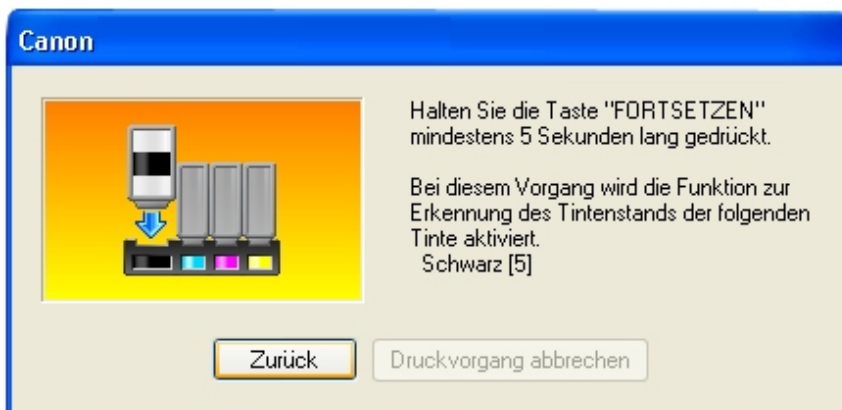 Canon
Halten Sie die Taste "FORTSETZEN"
mindestens 5 Sekunden lang gedrückt.
Bei diesem Vorgang wird die Funktion zur
Erkennung des Tintenstands der folgenden
Tinte aktiviert.
Schwarz [5]
Zurück
Druckvorgang abbrechen